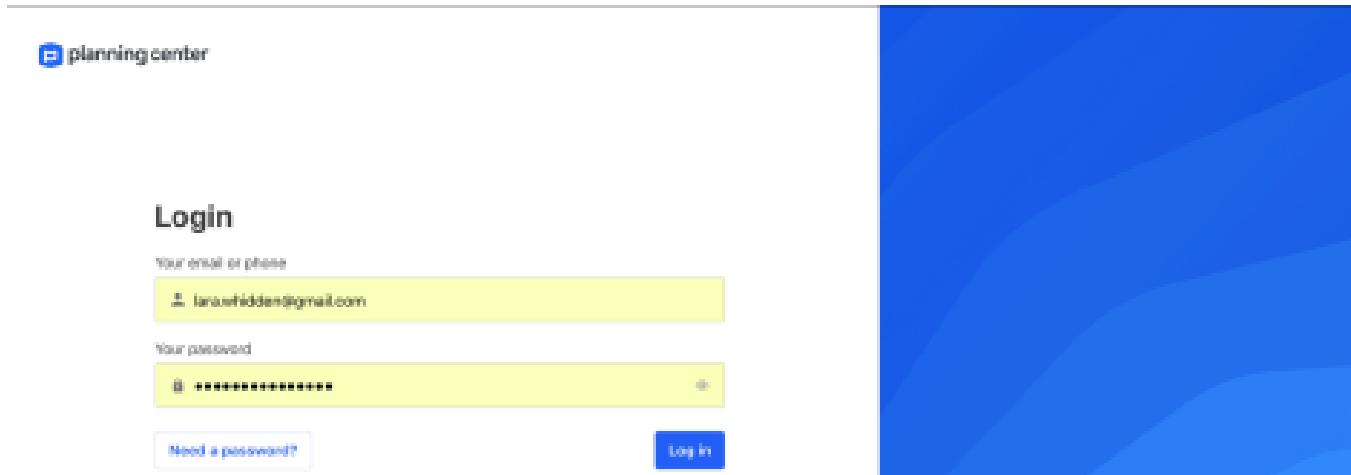 planning center
Login
Your email or phone
lara.whidden@gmail.com
Your password
•••••••••••••••
Need a password?
Log in